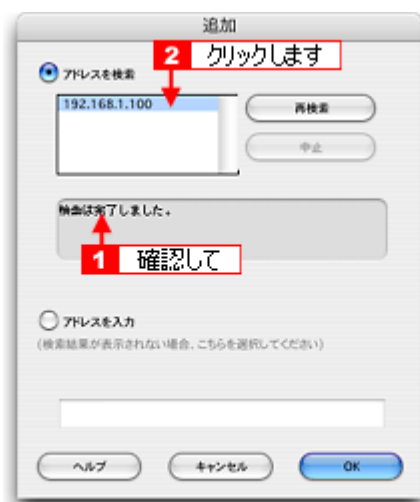 追加
2 クリックします
アドレスを検索
192.168.1.100
再検索
中止
検索は完了しました。
1 確認して
アドレスを入力
(検索結果が表示されない場合、こちらを選択してください)
ヘルプ
キャンセル
OK